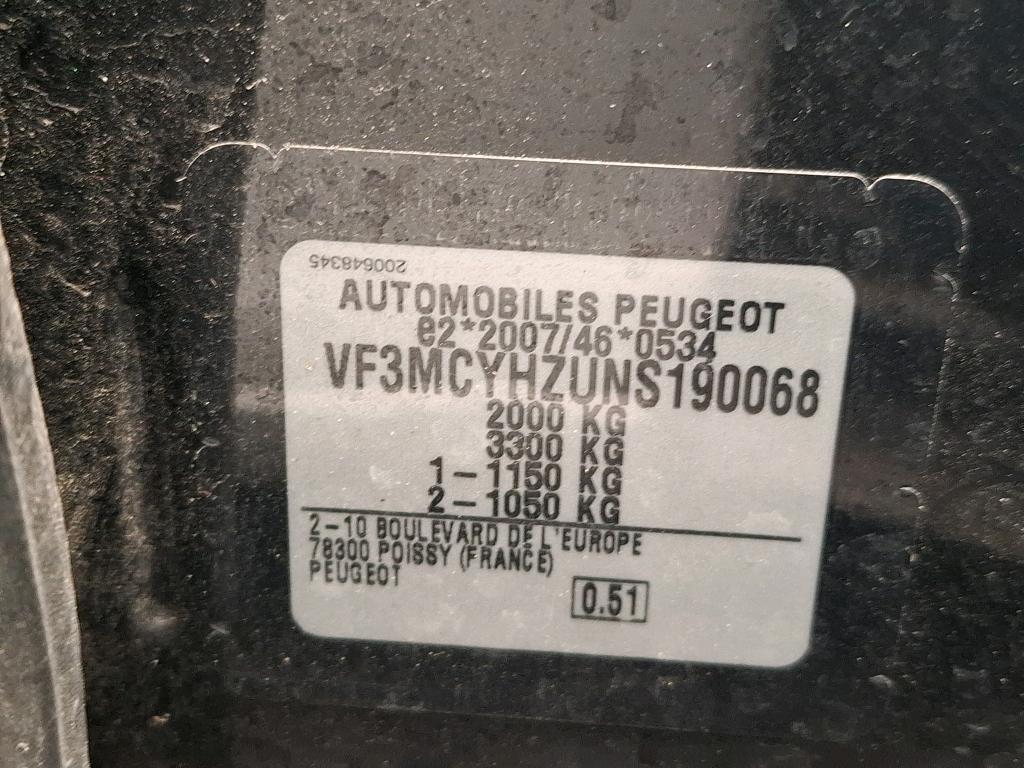 200648345
AUTOMOBILES PEUGEOT
e2*2007/46*0534
VF3MCYHZUNS190068
2000 KG
3300 KG
1-1150 KG
2-1050 KG
2-10 BOULEVARD DE L'EUROPE
78300 POISSY (FRANCE)
PEUGEOT
0.51